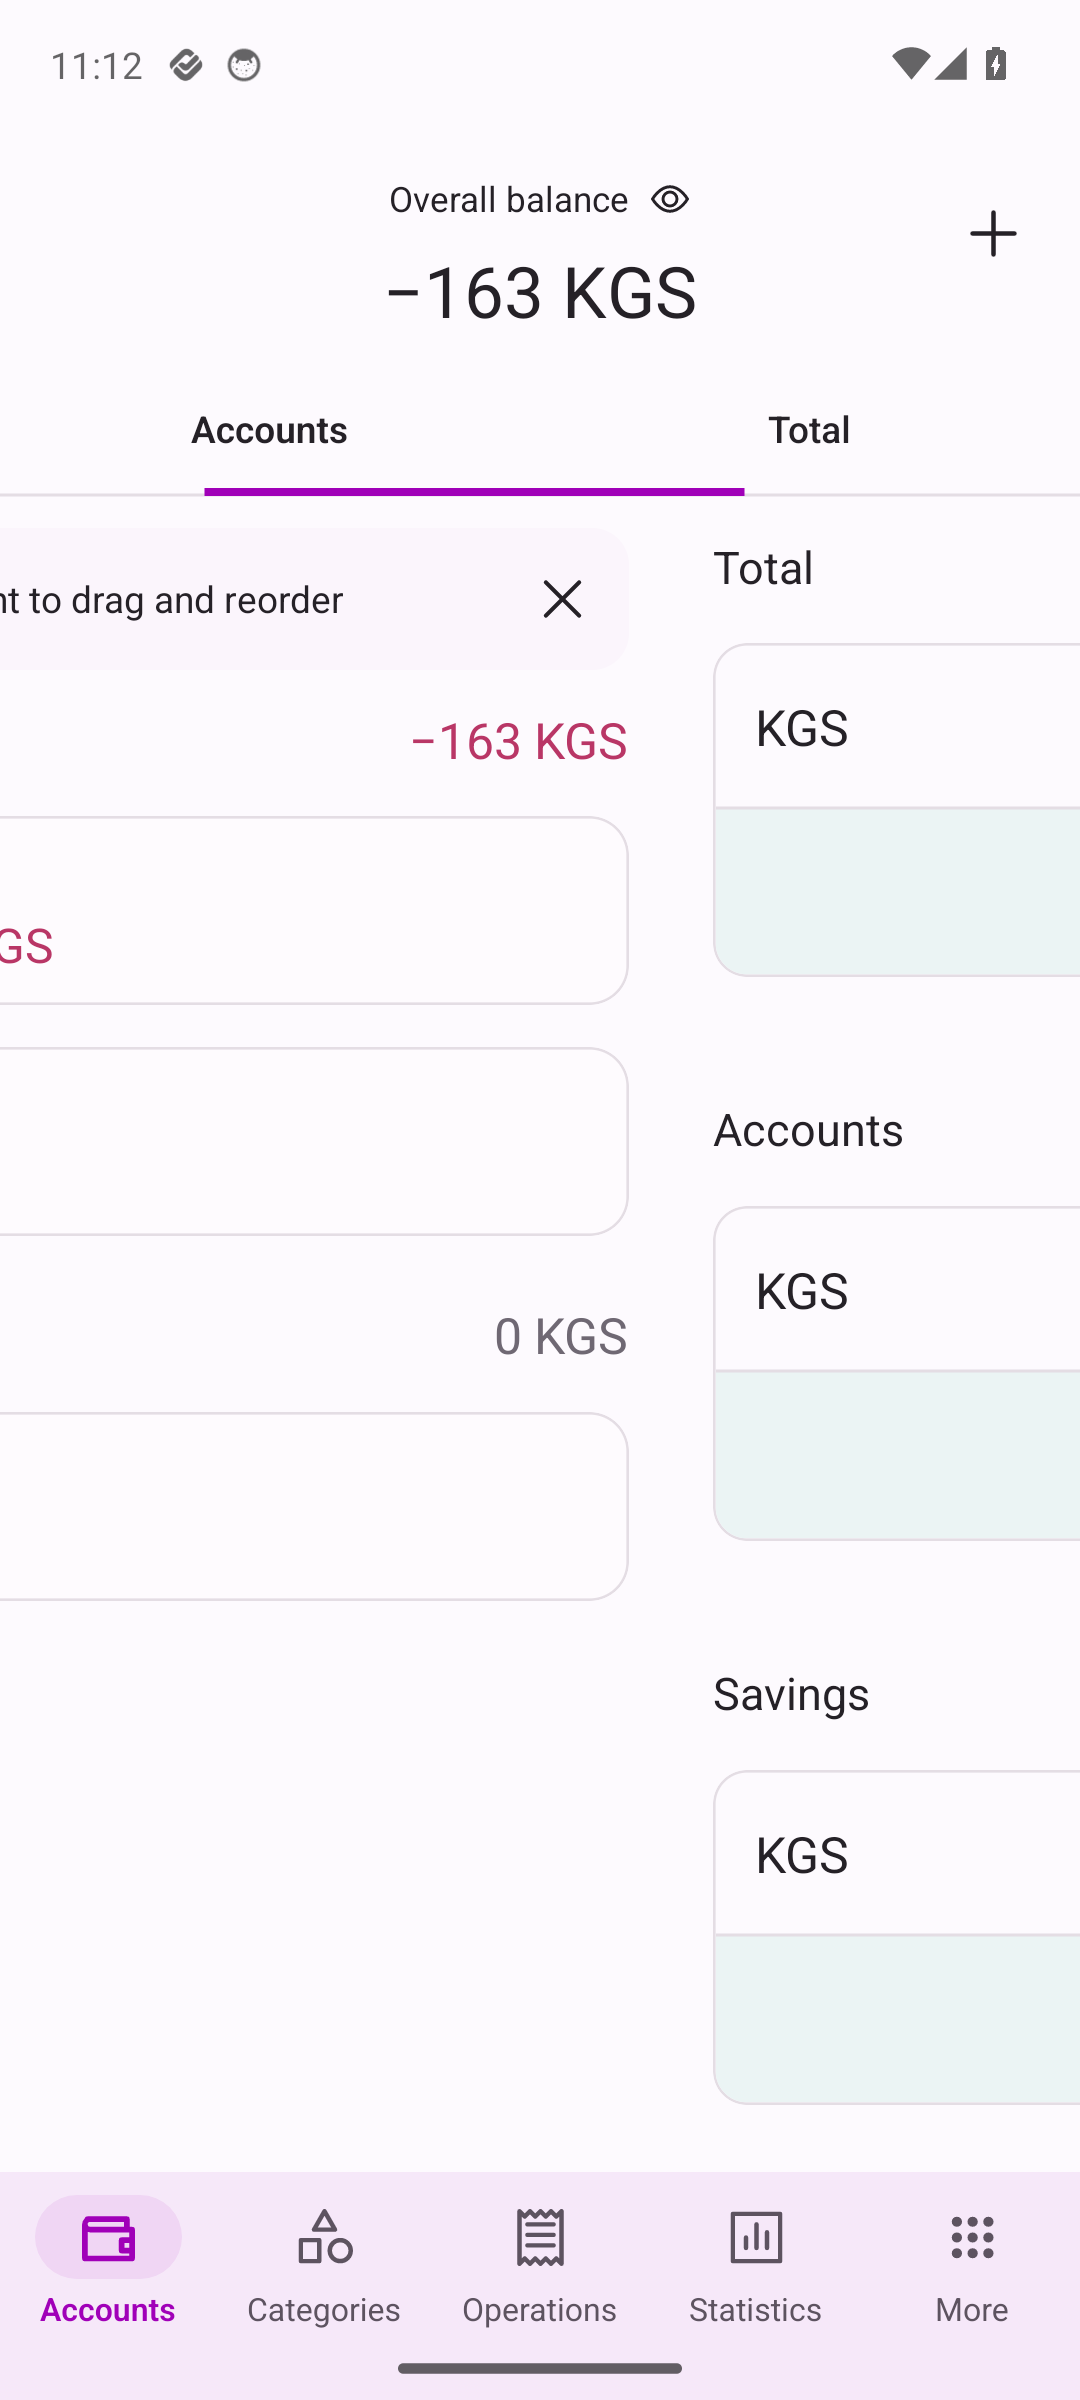 11:12
Overall balance
−163 KGS
Accounts
Total
nt to drag and reorder
−163 KGS
GS
0 KGS
Total
KGS
Accounts
KGS
Savings
KGS
Accounts
Categories
Operations
Statistics
More